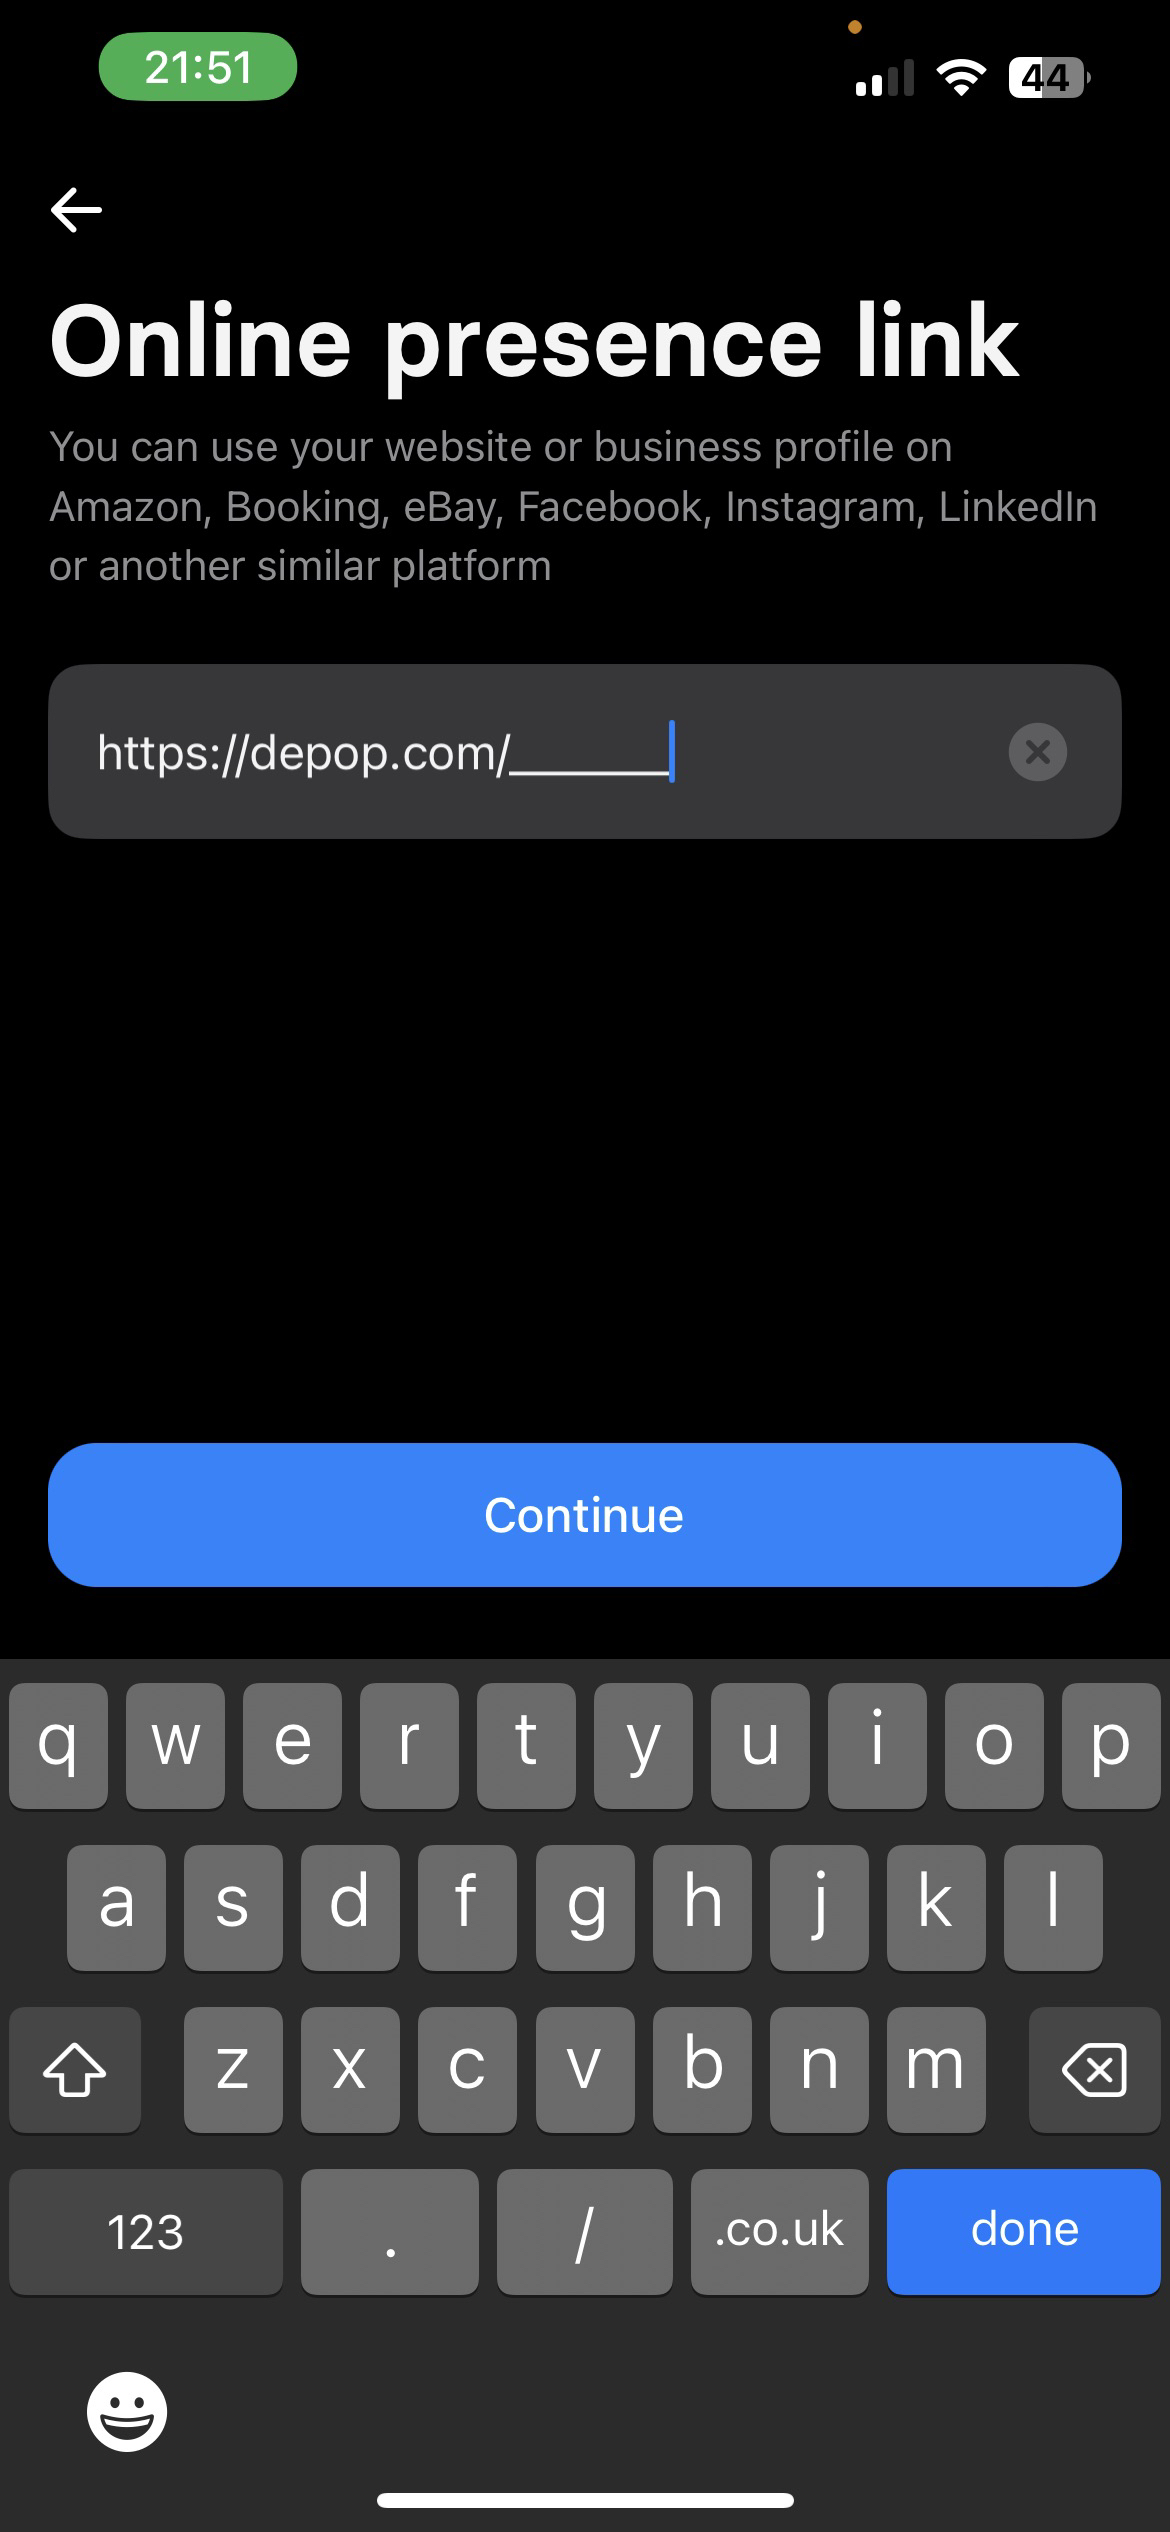 21:51
44
Online presence link
You can use your website or business profile on
Amazon, Booking, eBay, Facebook, Instagram, LinkedIn
or another similar platform
https://depop.com/_______
Continue
q w e r t y u i o p
a s d f g h j k l
z x c v b n m
123 . / .co.uk done